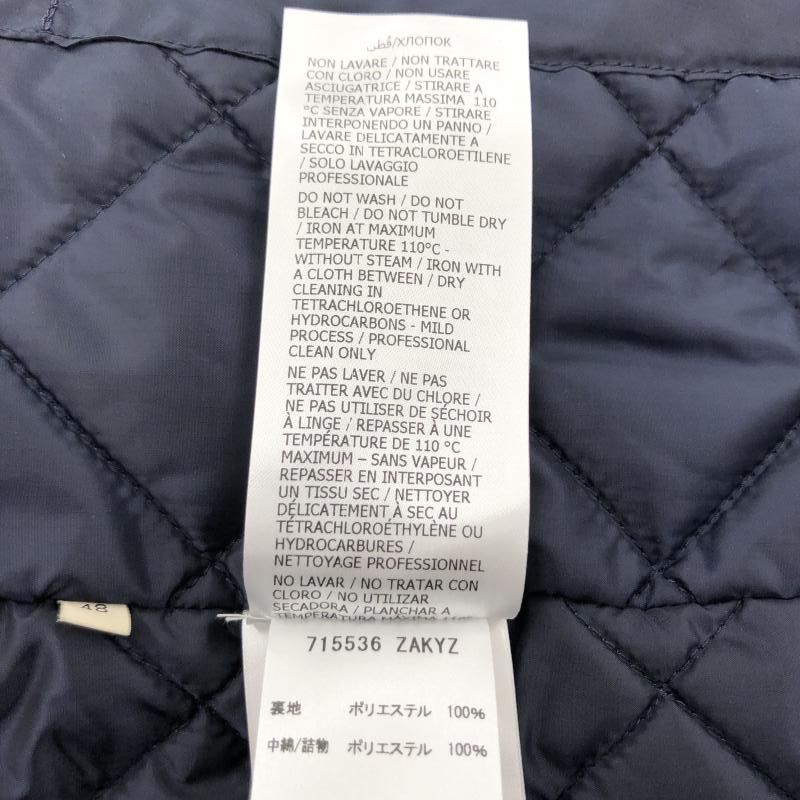 قطن/ХЛОПОК
NON LAVARE / NON TRATTARE
CON CLORO / NON USARE
ASCIUGATRICE / STIRARE A
TEMPERATURA MASSIMA 110
°C SENZA VAPORE / STIRARE
INTERPONENDO UN PANNO /
LAVARE DELICATAMENTE A
SECCO IN TETRACLOROETILENE
/ SOLO LAVAGGIO
PROFESSIONALE
DO NOT WASH / DO NOT
BLEACH / DO NOT TUMBLE DRY
/ IRON AT MAXIMUM
TEMPERATURE 110°C -
WITHOUT STEAM / IRON WITH
A CLOTH BETWEEN / DRY
CLEANING IN
TETRACHLOROETHENE OR
HYDROCARBONS - MILD
PROCESS / PROFESSIONAL
CLEAN ONLY
NE PAS LAVER / NE PAS
TRAITER AVEC DU CHLORE /
NE PAS UTILISER DE SÉCHOIR
À LINGE / REPASSER À UNE
TEMPÉRATURE DE 110 °C
MAXIMUM – SANS VAPEUR /
REPASSER EN INTERPOSANT
UN TISSU SEC / NETTOYER
DÉLICATEMENT À SEC AU
TÉTRACHLOROÉTHYLÈNE OU
HYDROCARBURES /
NETTOYAGE PROFESSIONNEL
NO LAVAR / NO TRATAR CON
CLORO / NO UTILIZAR
SECADORA / PLANCHAR A
TEMPERATURA MÁXIMA
48
715536 ZAKYZ
裏地 ポリエステル 100%
中綿/詰物 ポリエステル 100%